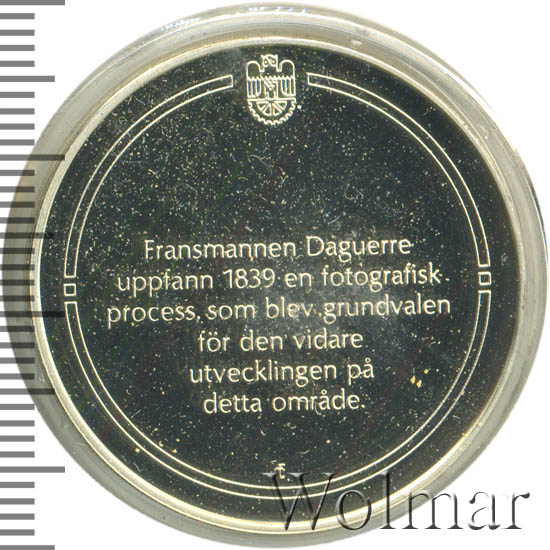 Fransmannen Daguerre
uppfann 1839 en fotografisk
process, som blev grundvalen
för den vidare
utvecklingen på
detta område.
Wolmar